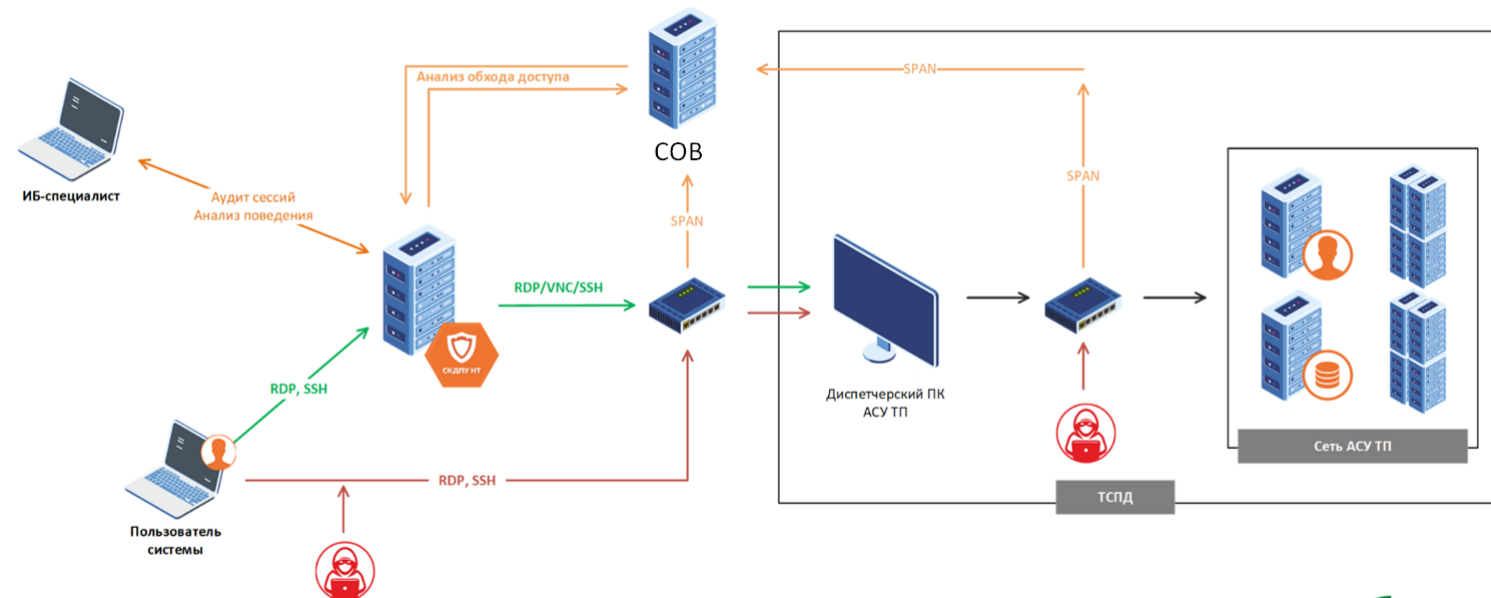 Анализ обхода доступа
SPAN
СОВ
ИБ-специалист
Аудит сессий
Анализ поведения
SPAN
SPAN
RDP/VNC/SSH
СКДПУ НТ
RDP, SSH
Диспетчерский ПК
АСУ ТП
Сеть АСУ ТП
RDP, SSH
ТСПД
Пользователь
системы